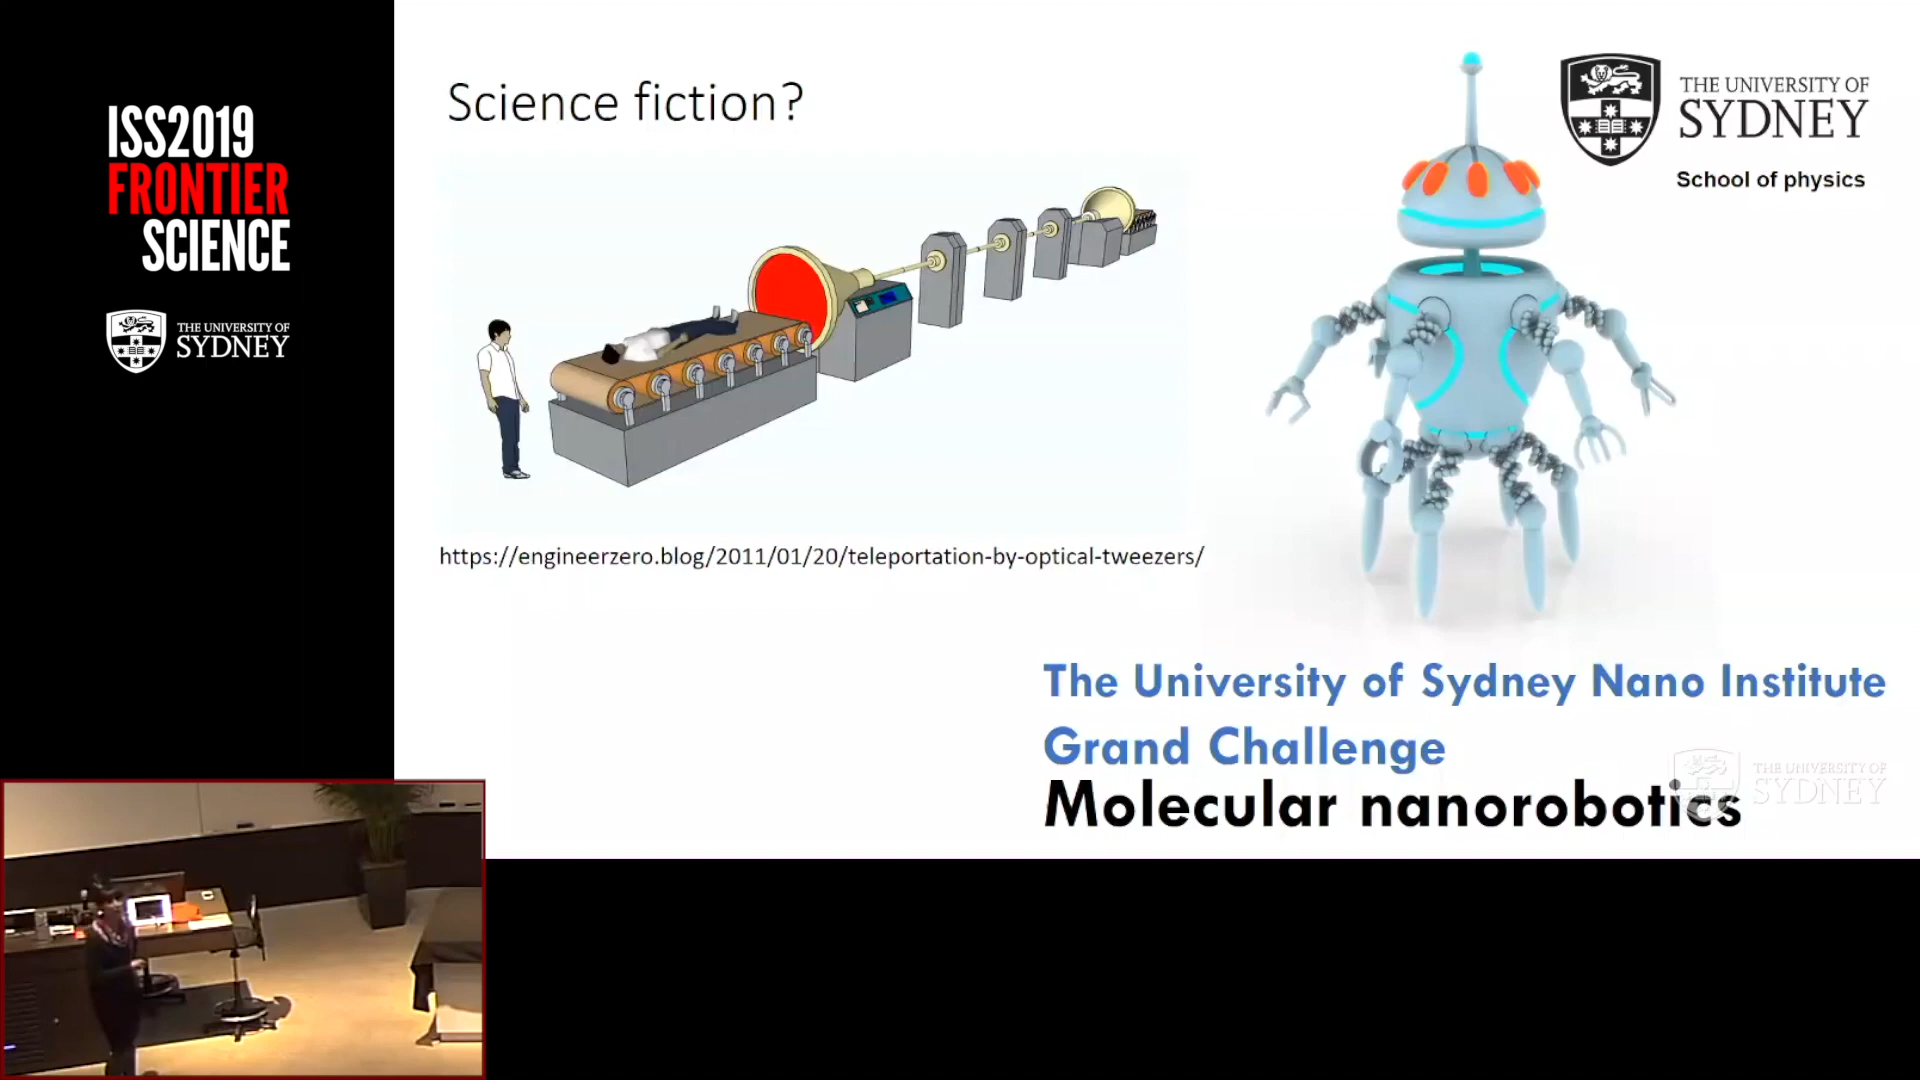 ISS2019
FRONTIER
SCIENCE
THE UNIVERSITY OF
SYDNEY
Science fiction?
THE UNIVERSITY OF
SYDNEY
School of physics
https://engineerzero.blog/2011/01/20/teleportation-by-optical-tweezers/
The University of Sydney Nano Institute
Grand Challenge
Molecular nanorobotics
THE UNIVERSITY OF
SYDNEY